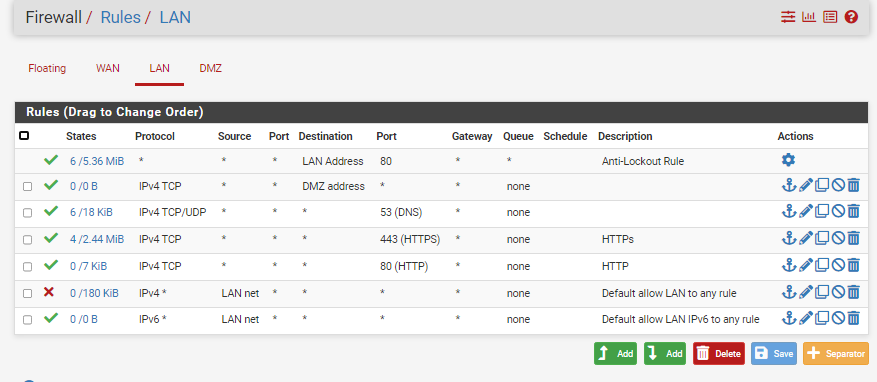 Firewall / Rules / LAN
Floating WAN LAN DMZ
Rules (Drag to Change Order)
States Protocol Source Port Destination Port Gateway Queue Schedule Description Actions
6 /5.36 MiB * * * LAN Address 80 * * Anti-Lockout Rule
0 /0 B IPv4 TCP * * DMZ address * * none
6 /18 KiB IPv4 TCP/UDP * * * 53 (DNS) * none
4 /2.44 MiB IPv4 TCP * * * 443 (HTTPS) * none HTTPs
0 /7 KiB IPv4 TCP * * * 80 (HTTP) * none HTTP
0 /180 KiB IPv4 * LAN net * * * * none Default allow LAN to any rule
0 /0 B IPv6 * LAN net * * * * none Default allow LAN IPv6 to any rule
Add Add Delete Save Separator